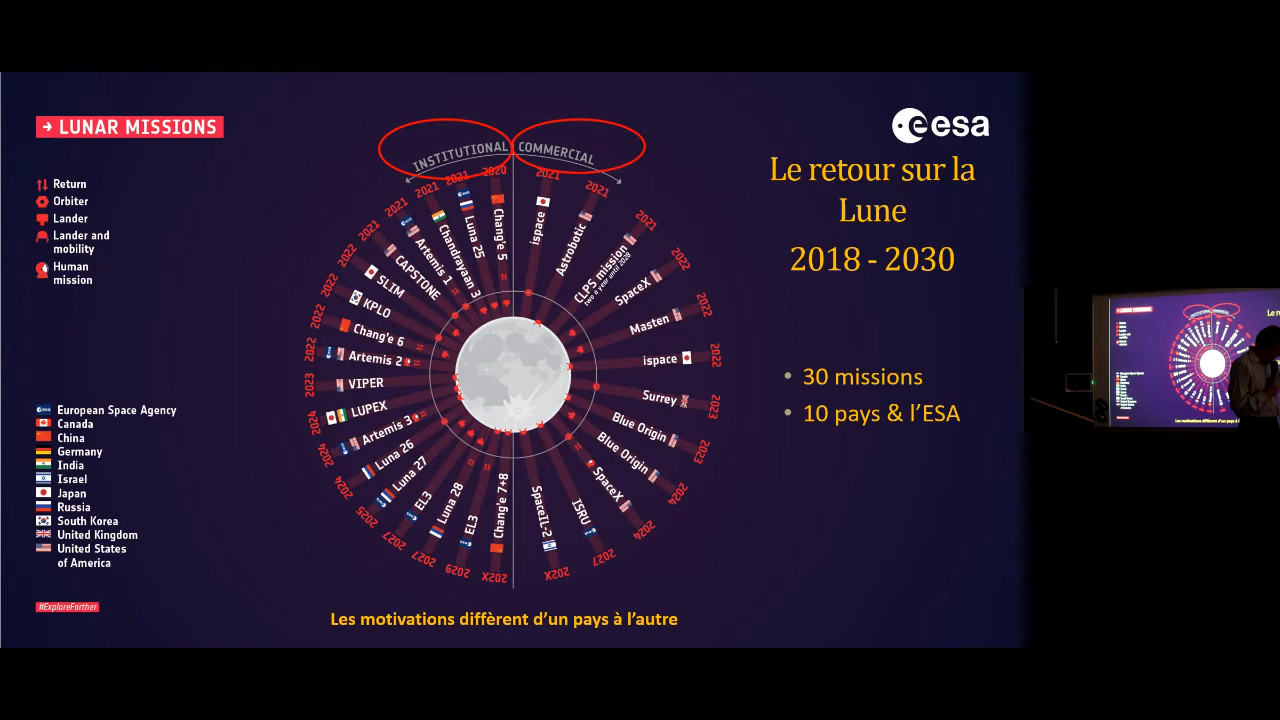 → LUNAR MISSIONS
Return
Orbiter
Lander
Lander and
mobility
Human
mission
European Space Agency
Canada
China
Germany
India
Israel
Japan
Russia
South Korea
United Kingdom
United States
of America
#ExploreFarther
INSTITUTIONAL
COMMERCIAL
2020 Chang'e 5
2021 Luna 25
2021 Chandrayaan 3
2021 Artemis 1
2021 CAPSTONE
2022 SLIM
2022 KPLO
2022 Chang'e 6
2022 Artemis 2
2023 VIPER
2024 LUPEX
2024 Artemis 3
2024 Luna 26
2025 Luna 27
2027 EL3
2027 Luna 28
2029 EL3
202X Chang'e 7+8
2021 ispace
2021 Astrobotic
2021 CLPS mission
two a year until 2028
2022 SpaceX
2022 Masten
2022 ispace
2023 Surrey
2023 Blue Origin
2024 Blue Origin
2024 SpaceX
2027 ISRU
202X SpaceIL-2
esa
Le retour sur la
Lune
2018 - 2030
• 30 missions
• 10 pays & l'ESA
Les motivations diffèrent d'un pays à l'autre